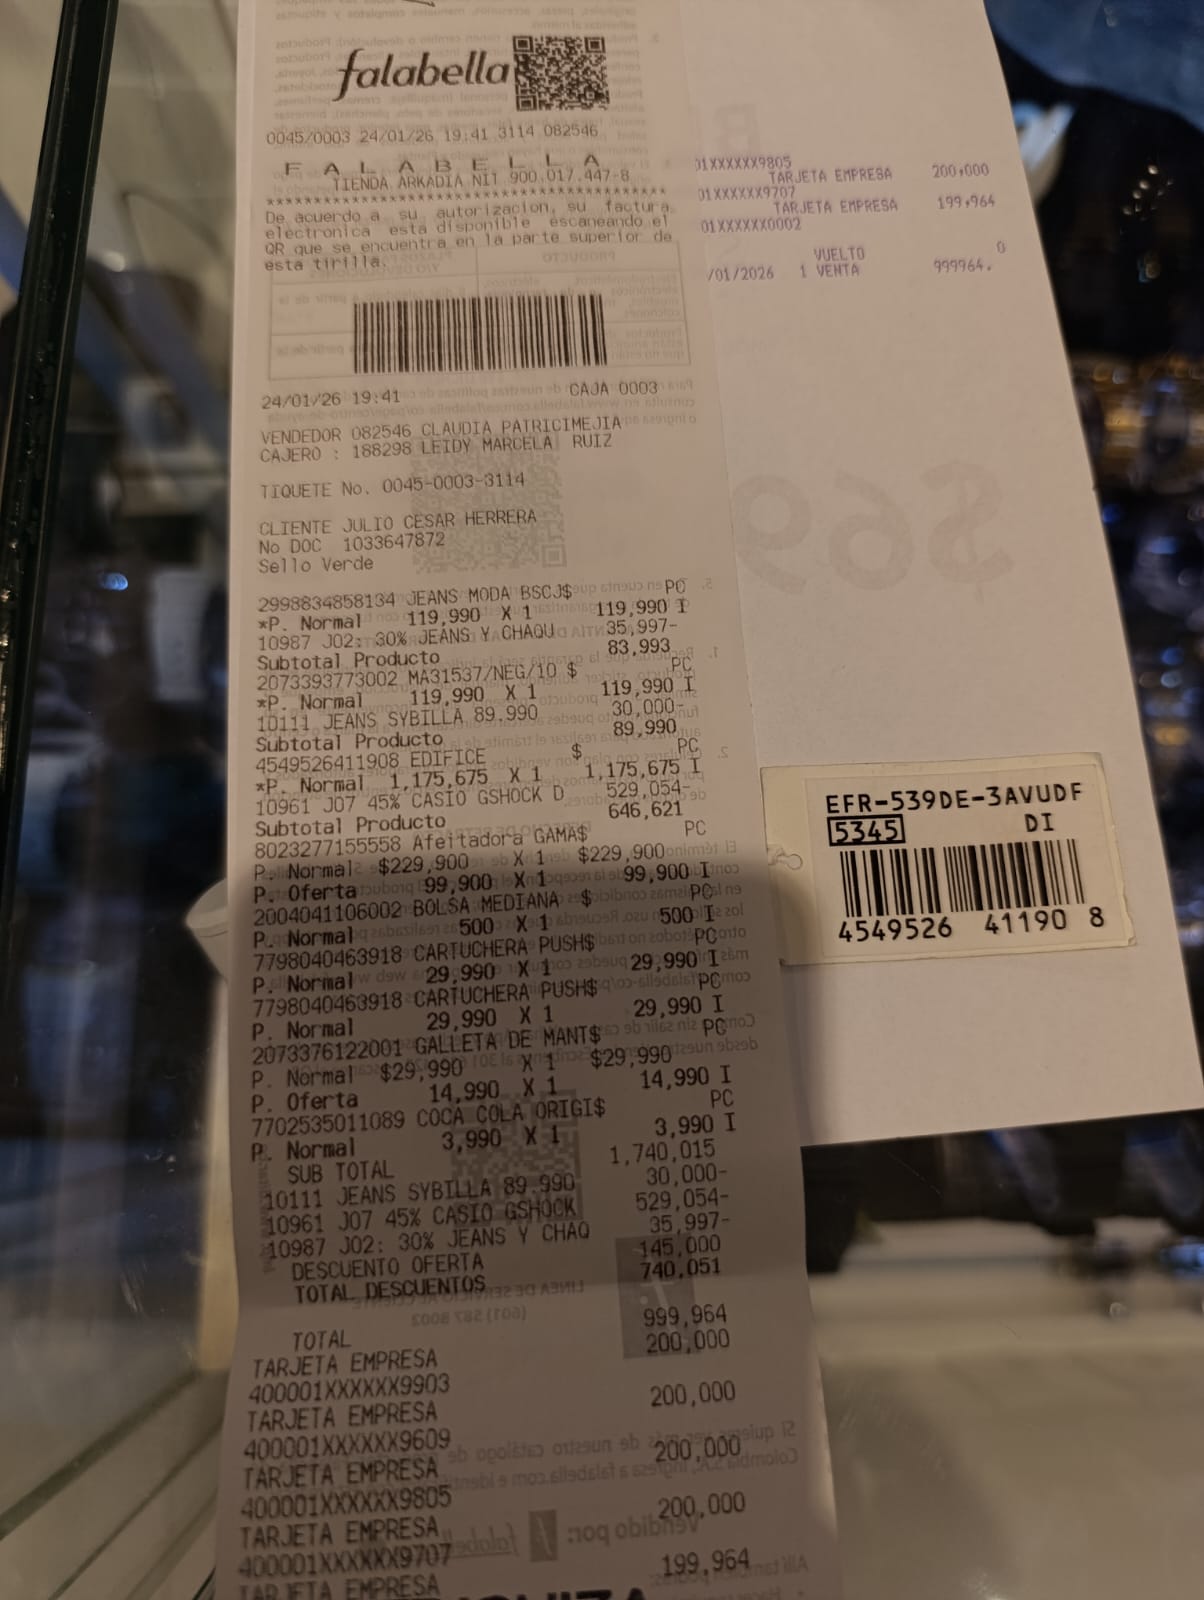 falabella
0045/0003 24/01/26 19:41 3114 082546
F A L A B E L L A
TIENDA ARKADIA NIT 900.017.447-8
****************************************
De acuerdo a su autorizacion, su factura
electronica esta disponible escaneando el
QR que se encuentra en la parte superior de
esta tirilla.
24/01/26 19:41 CAJA 0003
VENDEDOR 082546 CLAUDIA PATRICIMEJIA
CAJERO : 188298 LEIDY MARCELA RUIZ
TIQUETE No. 0045-0003-3114
CLIENTE JULIO CESAR HERRERA
No DOC 1033647872
Sello Verde
2998834858134 JEANS MODA BSCJ$ PC
*P. Normal 119,990 X 1 119,990 I
10987 J02: 30% JEANS Y CHAQU 35,997-
Subtotal Producto 83,993
2073393773002 MA31537/NEG/10 $ PC
*P. Normal 119,990 X 1 119,990 I
10111 JEANS SYBILLA 89.990 30,000-
Subtotal Producto 89,990
4549526411908 EDIFICE $ PC
*P. Normal 1,175,675 X 1 1,175,675 I
10961 J07 45% CASIO GSHOCK D 529,054-
Subtotal Producto 646,621
8023277155558 Afeitadora GAMA$ PC
P. Normal $229,900 X 1 $229,900
P. Oferta 99,900 X 1 99,900 I
2004041106002 BOLSA MEDIANA $ PC
P. Normal 500 X 1 500 I
7798040463918 CARTUCHERA PUSH$ PC
P. Normal 29,990 X 1 29,990 I
7798040463918 CARTUCHERA PUSH$ PC
P. Normal 29,990 X 1 29,990 I
2073376122001 GALLETA DE MANT$ PC
P. Normal $29,990 X 1 $29,990
P. Oferta 14,990 X 1 14,990 I
7702535011089 COCA COLA ORIGI$ PC
P. Normal 3,990 X 1 3,990 I
SUB TOTAL 1,740,015
10111 JEANS SYBILLA 89.990 30,000-
10961 J07 45% CASIO GSHOCK 529,054-
10987 J02: 30% JEANS Y CHAQ 35,997-
DESCUENTO OFERTA 145,000
TOTAL DESCUENTOS 740,051
TOTAL 999,964
TARJETA EMPRESA 200,000
400001XXXXXX9903
TARJETA EMPRESA 200,000
400001XXXXXX9609
TARJETA EMPRESA 200,000
400001XXXXXX9805
TARJETA EMPRESA 200,000
400001XXXXXX9707
TARJETA EMPRESA 199,964
01XXXXXX9805
TARJETA EMPRESA 200,000
01XXXXXX9707
TARJETA EMPRESA 199,964
01XXXXXX0002
VUELTO 0
/01/2026 1 VENTA 999964.
$69
EFR-539DE-3AVUDF
5345 DI
4549526 41190 8